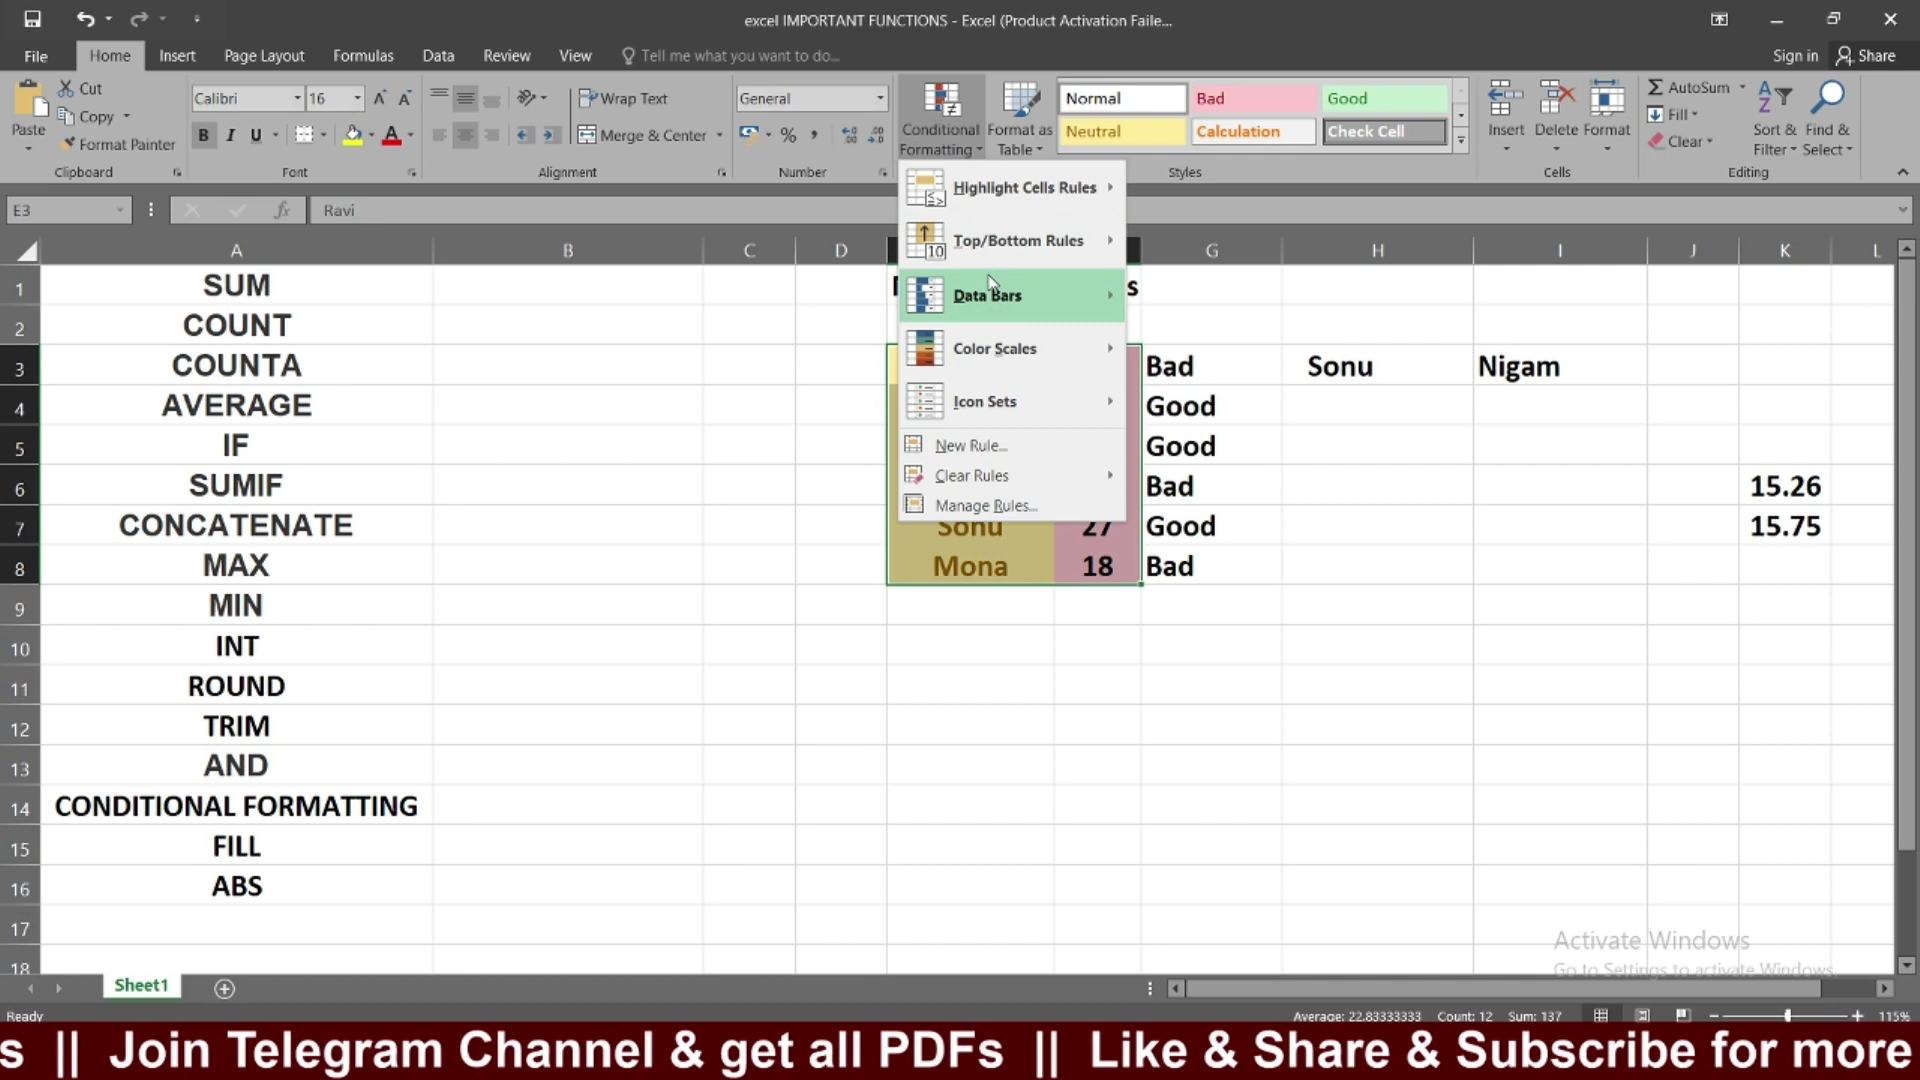 excel IMPORTANT FUNCTIONS - Excel (Product Activation Faile...
File Home Insert Page Layout Formulas Data Review View Tell me what you want to do... Sign in Share
Paste Cut Copy Format Painter
Calibri 16 B I U
Wrap Text Merge & Center
General %
Conditional Formatting Format as Table
Normal Bad Good
Neutral Calculation Check Cell
Insert Delete Format
AutoSum Fill Clear Sort & Filter Find & Select
Clipboard Font Alignment Number Styles Cells Editing
E3 fx Ravi
Highlight Cells Rules
Top/Bottom Rules
Data Bars
Color Scales
Icon Sets
New Rule...
Clear Rules
Manage Rules...
A B C D G H I J K L
1 SUM s
2 COUNT
3 COUNTA Bad Sonu Nigam
4 AVERAGE Good
5 IF Good
6 SUMIF Bad 15.26
7 CONCATENATE Sonu 27 Good 15.75
8 MAX Mona 18 Bad
9 MIN
10 INT
11 ROUND
12 TRIM
13 AND
14 CONDITIONAL FORMATTING
15 FILL
16 ABS
17
18
Activate Windows
Go to Settings to activate Windows.
Sheet1
Ready Average: 22.83333333 Count: 12 Sum: 137 115%
s || Join Telegram Channel & get all PDFs || Like & Share & Subscribe for more